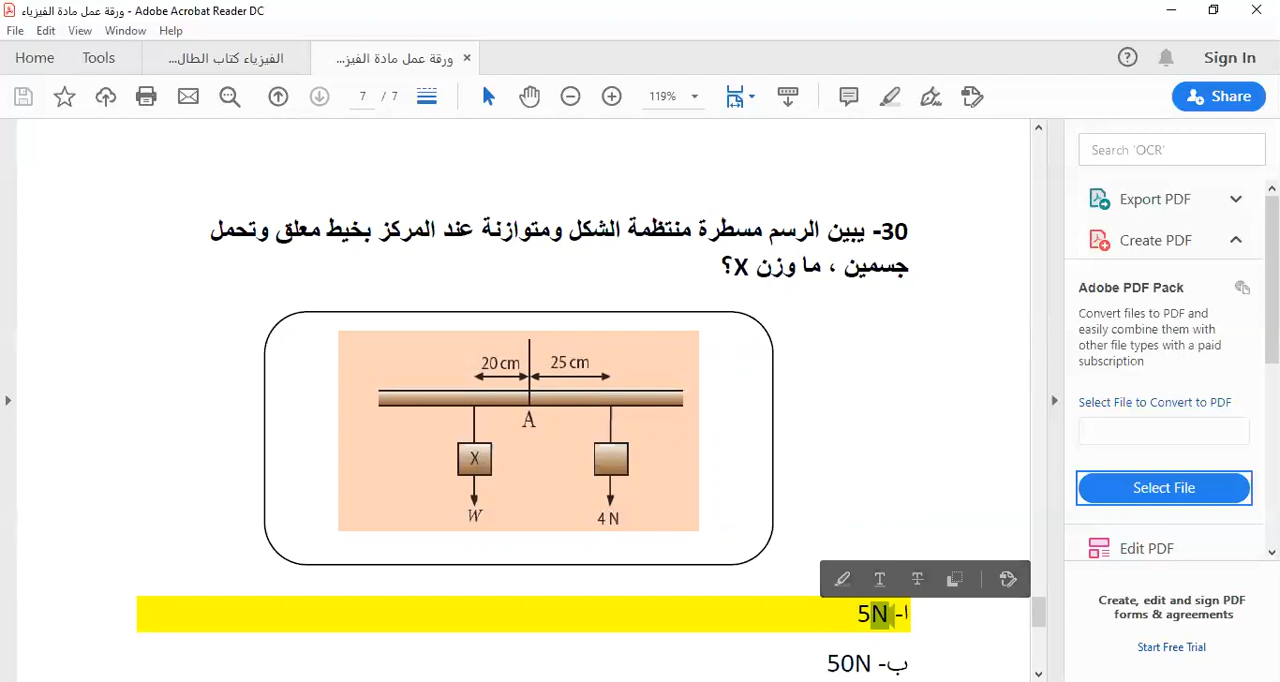 ورقة عمل مادة الفيزياء - Adobe Acrobat Reader DC
File Edit View Window Help
Home Tools الفيزياء كتاب الطال... ورقة عمل مادة الفيز... × Sign In
7 / 7 119% Share
30- يبين الرسم مسطرة منتظمة الشكل ومتوازنة عند المركز بخيط معلق وتحمل
جسمين ، ما وزن X؟
20 cm 25 cm
A
X
W 4 N
ا- 5N
ب- 50N
Search 'OCR'
Export PDF
Create PDF
Adobe PDF Pack
Convert files to PDF and
easily combine them with
other file types with a paid
subscription
Select File to Convert to PDF
Select File
Edit PDF
Create, edit and sign PDF
forms & agreements
Start Free Trial